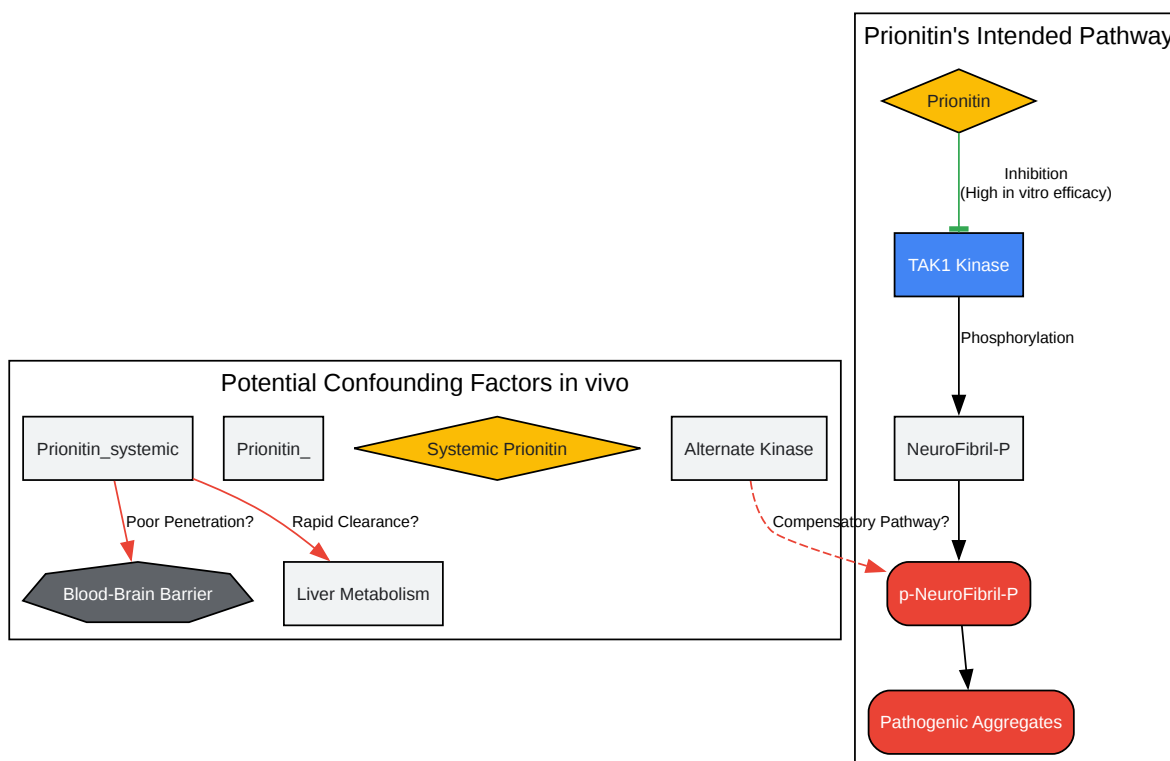 Prionitin's Intended Pathway
Prionitin
Inhibition
(High in vitro efficacy)
TAK1 Kinase
Phosphorylation
Potential Confounding Factors in vivo
Prionitin_systemic
Prionitin_
Systemic Prionitin
Alternate Kinase
NeuroFibril-P
Poor Penetration?
Rapid Clearance?
Compensatory Pathway?
Blood-Brain Barrier
Liver Metabolism
p-NeuroFibril-P
Pathogenic Aggregates